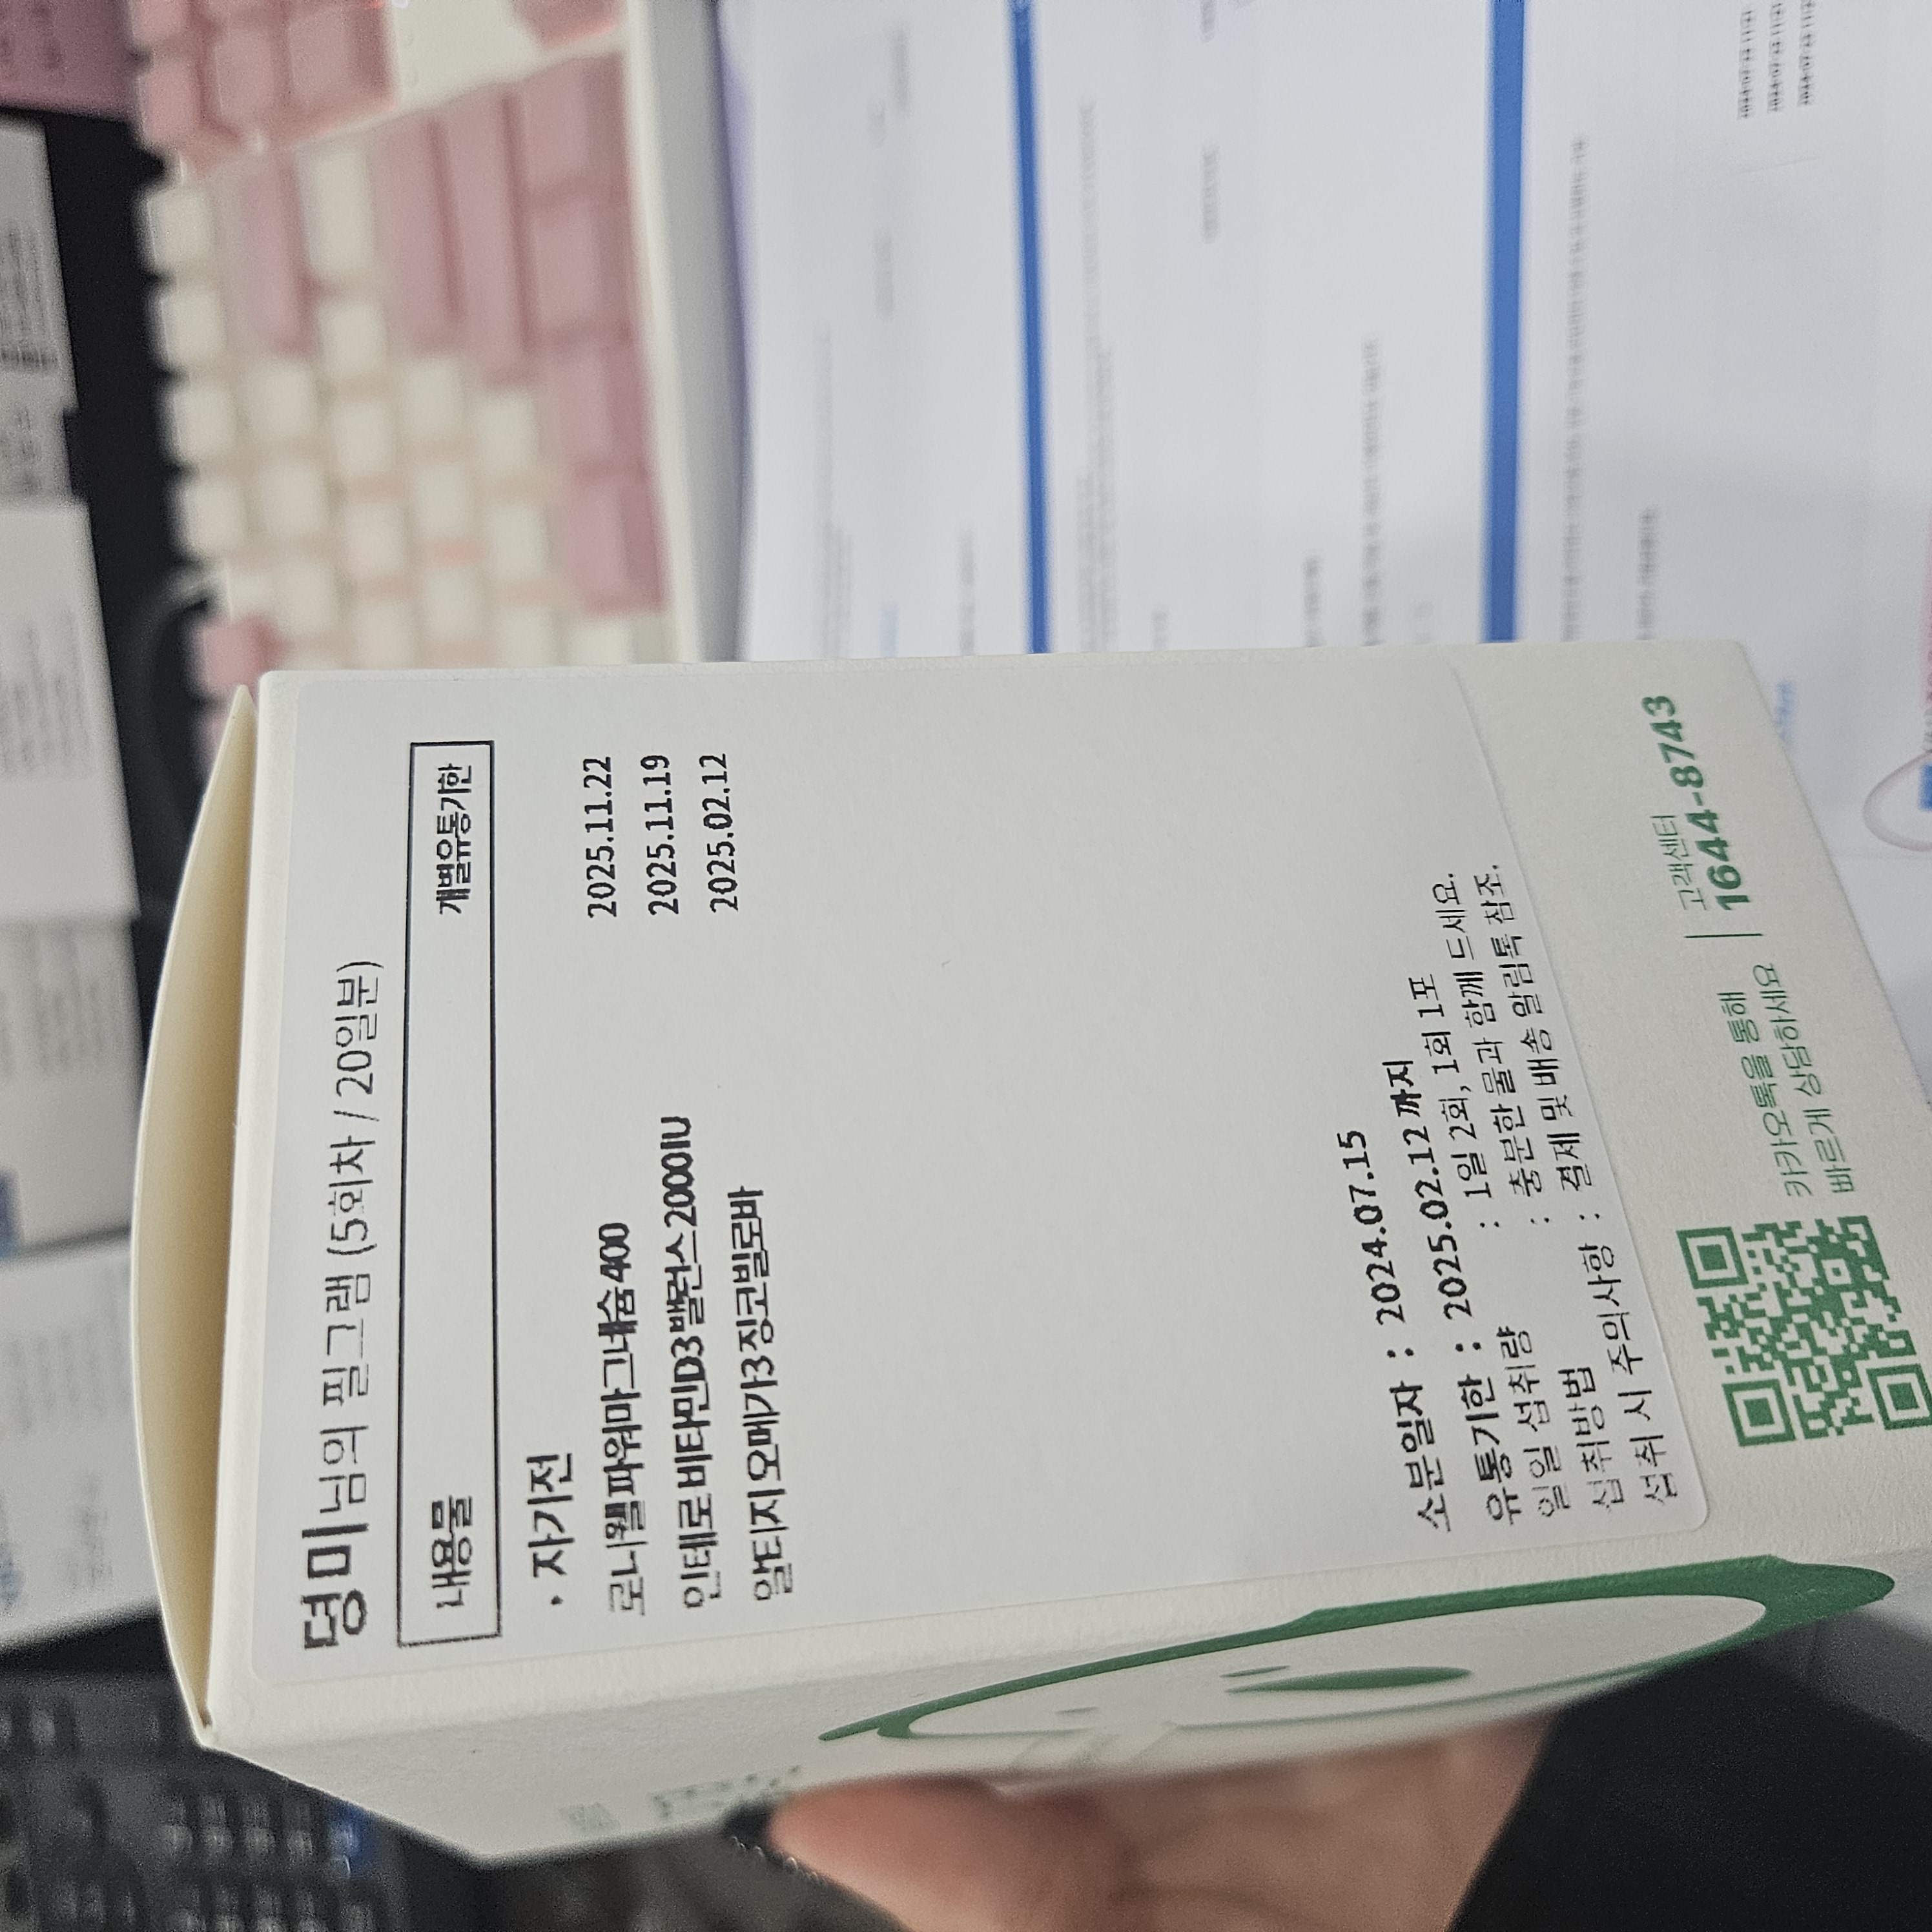 명미님의 필그램 (5회차 / 20일분)
내용물 개별유통기한
· 자기전
로니웰파워마그네슘400 2025.11.22
인테로 비타민D3 밸런스 2000IU 2025.11.19
알티지오메가3 징코빌로바 2025.02.12
소분일자 : 2024.07.15
유통기한 : 2025.02.12 까지
일일 섭취량 : 1일 2회, 1회 1포
섭취방법 : 충분한 물과 함께 드세요.
섭취 시 주의사항 : 결제 및 배송 알림톡 참조.
카카오톡을 통해
빠르게 상담하세요
고객센터
1644-8743